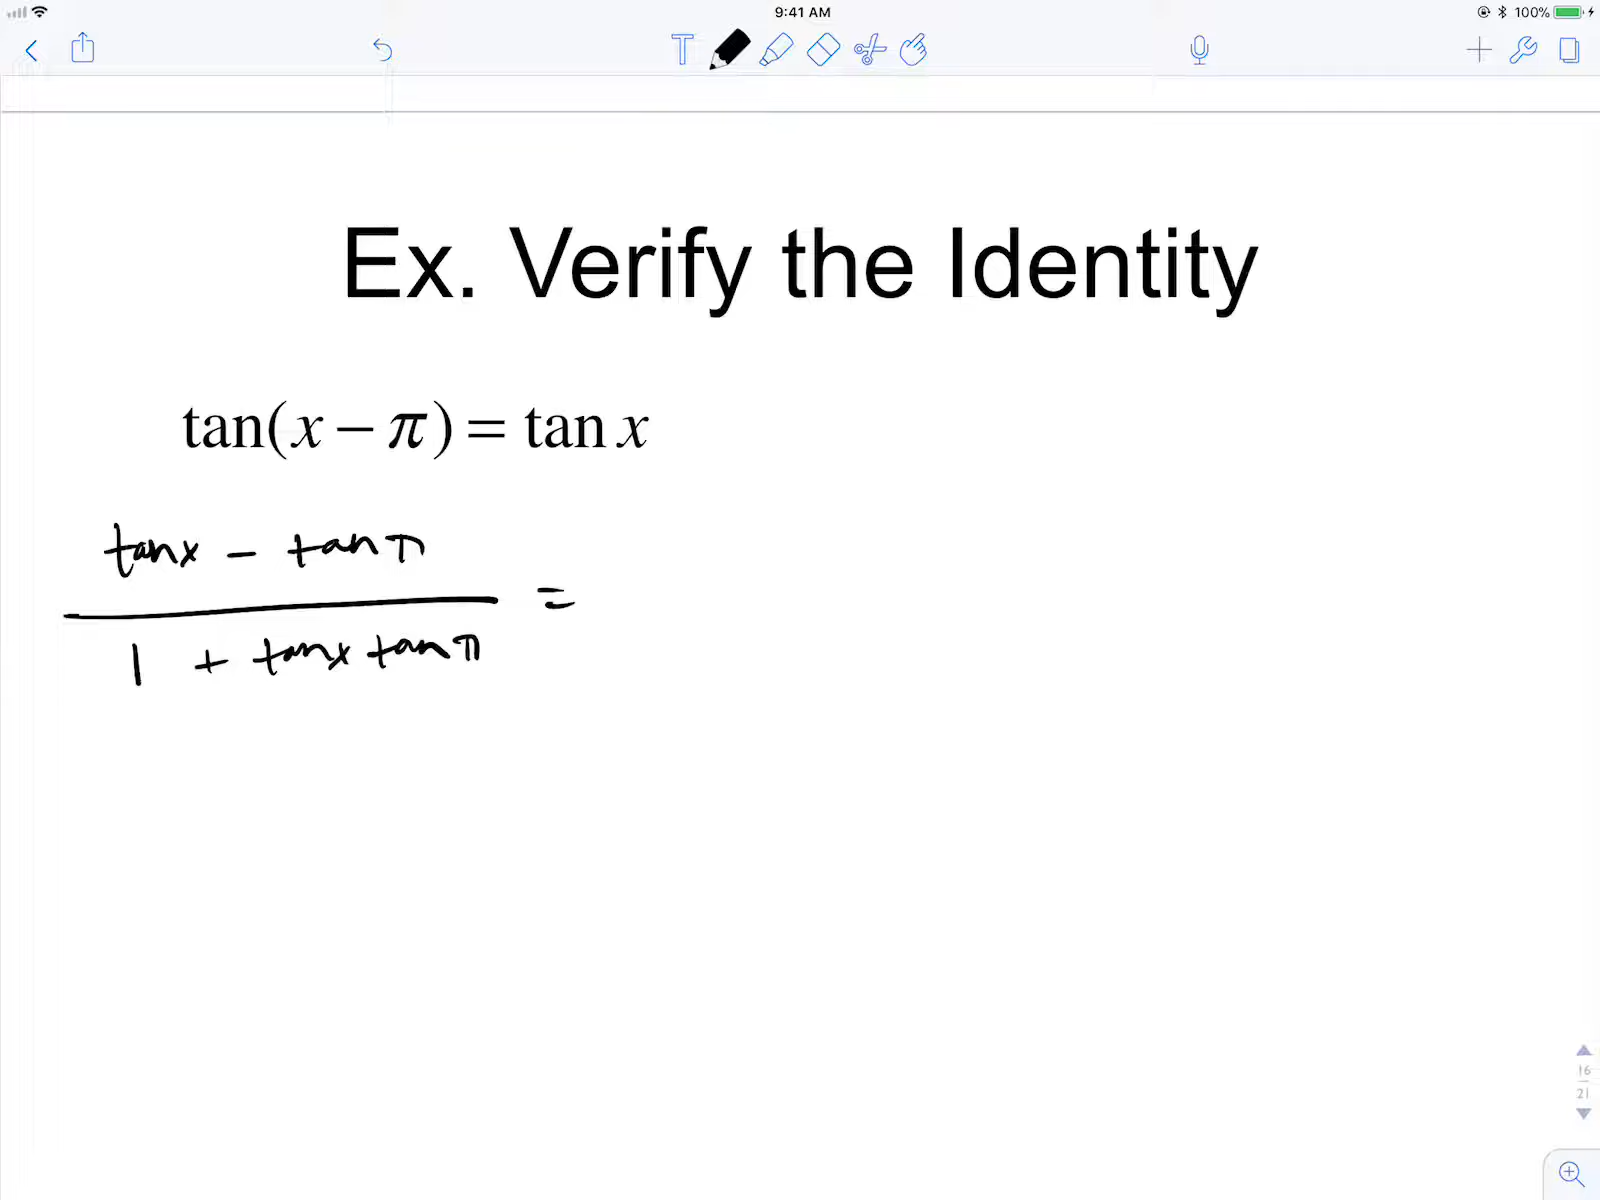 9:41 AM
100%
T
Ex. Verify the Identity
tan(x − π) = tan x
tanx − tanπ
=
1 + tanx tanπ
16
21